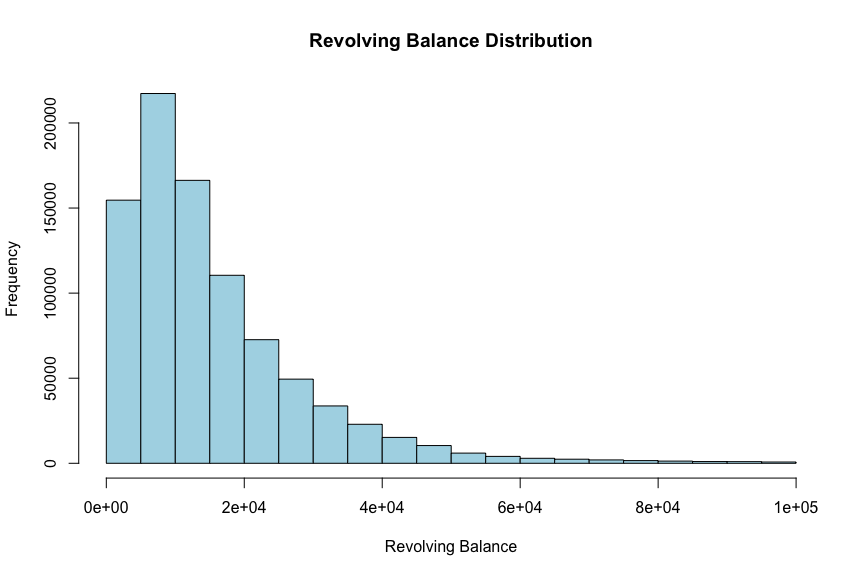 Revolving Balance Distribution
Frequency
200000
150000
100000
50000
0
0e+00 2e+04 4e+04 6e+04 8e+04 1e+05
Revolving Balance